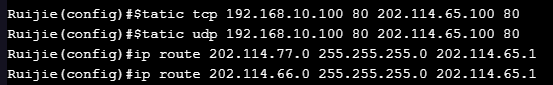 Ruijie(config)#$static tcp 192.168.10.100 80 202.114.65.100 80
Ruijie(config)#$static udp 192.168.10.100 80 202.114.65.100 80
Ruijie(config)#ip route 202.114.77.0 255.255.255.0 202.114.65.1
Ruijie(config)#ip route 202.114.66.0 255.255.255.0 202.114.65.1